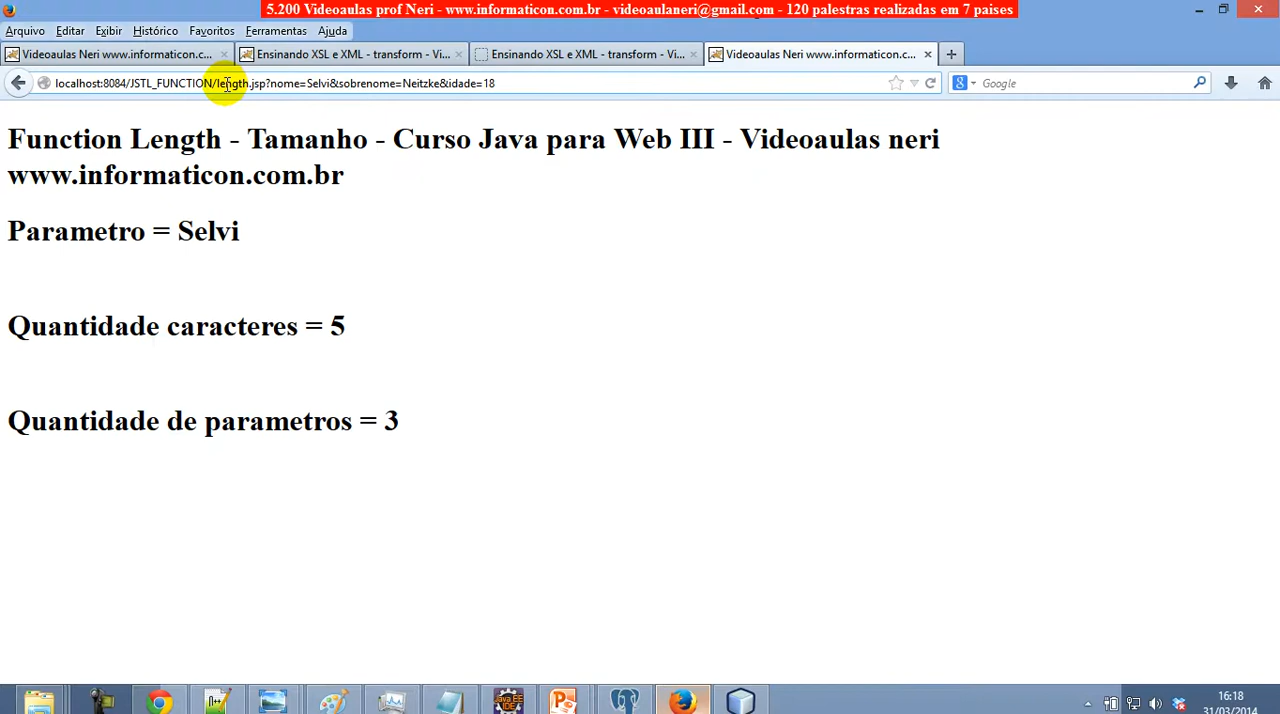 5.200 Videoaulas prof Neri - www.informaticon.com.br - videoaulaneri@gmail.com - 120 palestras realizadas em 7 paises
Arquivo Editar Exibir Histórico Favoritos Ferramentas Ajuda
Videoaulas Neri www.informaticon.c... Ensinando XSL e XML - transform - Vi... Ensinando XSL e XML - transform - Vi... Videoaulas Neri www.informaticon.c...
localhost:8084/JSTL_FUNCTION/length.jsp?nome=Selvi&sobrenome=Neitzke&idade=18 Google
Function Length - Tamanho - Curso Java para Web III - Videoaulas neri
www.informaticon.com.br
Parametro = Selvi
Quantidade caracteres = 5
Quantidade de parametros = 3
Java EE
IDE
16:18
31/03/2014